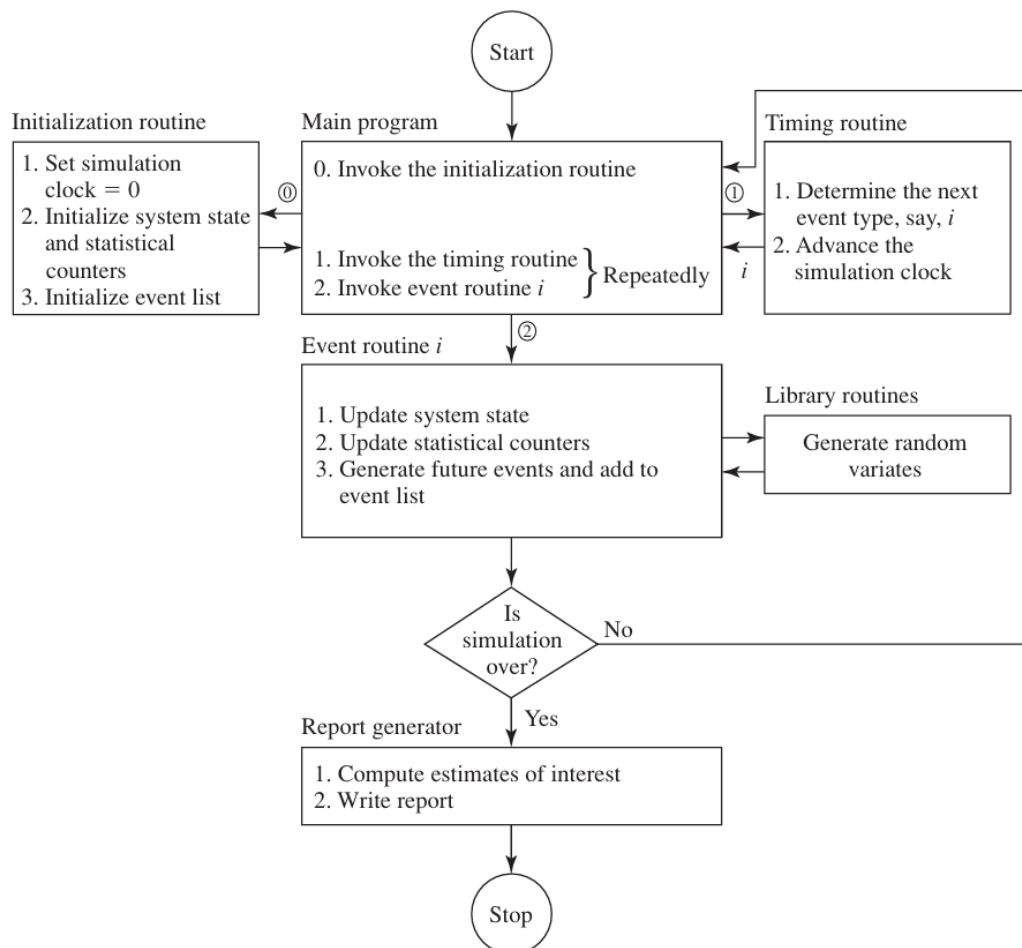 Start
Initialization routine
1. Set simulation
clock = 0
2. Initialize system state
and statistical
counters
3. Initialize event list
⓪
Main program
0. Invoke the initialization routine
1. Invoke the timing routine
2. Invoke event routine i
} Repeatedly
①
i
Timing routine
1. Determine the next
event type, say, i
2. Advance the
simulation clock
②
Event routine i
1. Update system state
2. Update statistical counters
3. Generate future events and add to
event list
Library routines
Generate random
variates
Is
simulation
over?
No
Yes
Report generator
1. Compute estimates of interest
2. Write report
Stop